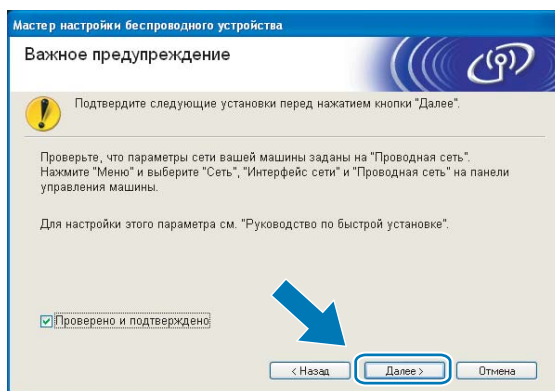 Мастер настройки беспроводного устройства
Важное предупреждение
Подтвердите следующие установки перед нажатием кнопки "Далее".
Проверьте, что параметры сети вашей машины заданы на "Проводная сеть".
Нажмите "Меню" и выберите "Сеть", "Интерфейс сети" и "Проводная сеть" на панели
управления машины.
Для настройки этого параметра см. "Руководство по быстрой установке".
Проверено и подтверждено
< Назад
Далее >
Отмена